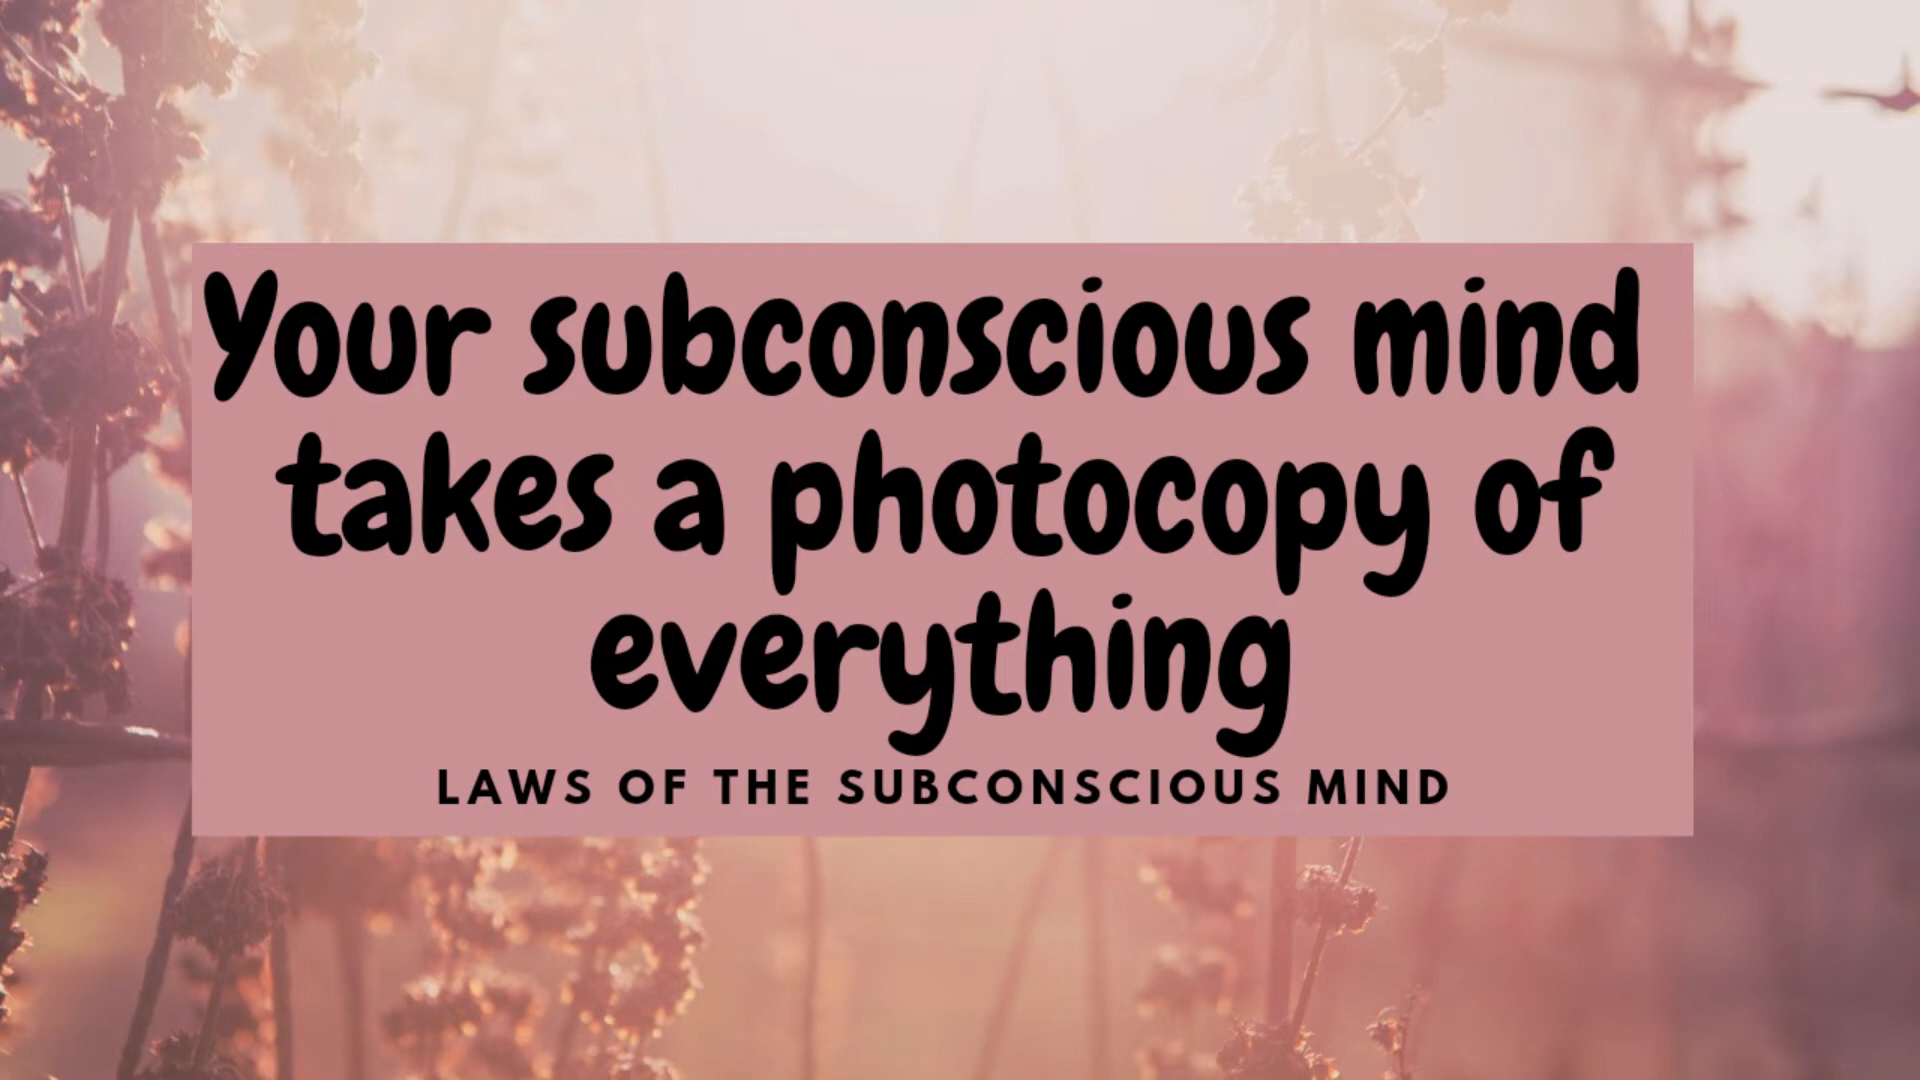 Your subconscious mind
takes a photocopy of
everything
LAWS OF THE SUBCONSCIOUS MIND